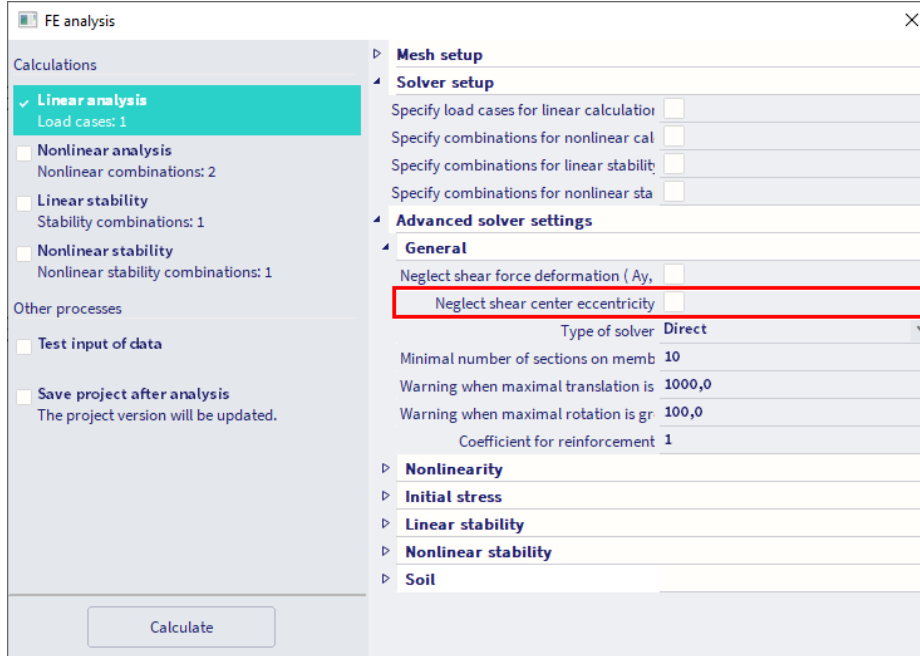 FE analysis
Calculations
Linear analysis
Load cases: 1
Nonlinear analysis
Nonlinear combinations: 2
Linear stability
Stability combinations: 1
Nonlinear stability
Nonlinear stability combinations: 1
Other processes
Test input of data
Save project after analysis
The project version will be updated.
Calculate
Mesh setup
Solver setup
Specify load cases for linear calculation
Specify combinations for nonlinear cal
Specify combinations for linear stability
Specify combinations for nonlinear sta
Advanced solver settings
General
Neglect shear force deformation ( Ay,
Neglect shear center eccentricity
Type of solver Direct
Minimal number of sections on memb 10
Warning when maximal translation is 1000,0
Warning when maximal rotation is gr 100,0
Coefficient for reinforcement 1
Nonlinearity
Initial stress
Linear stability
Nonlinear stability
Soil